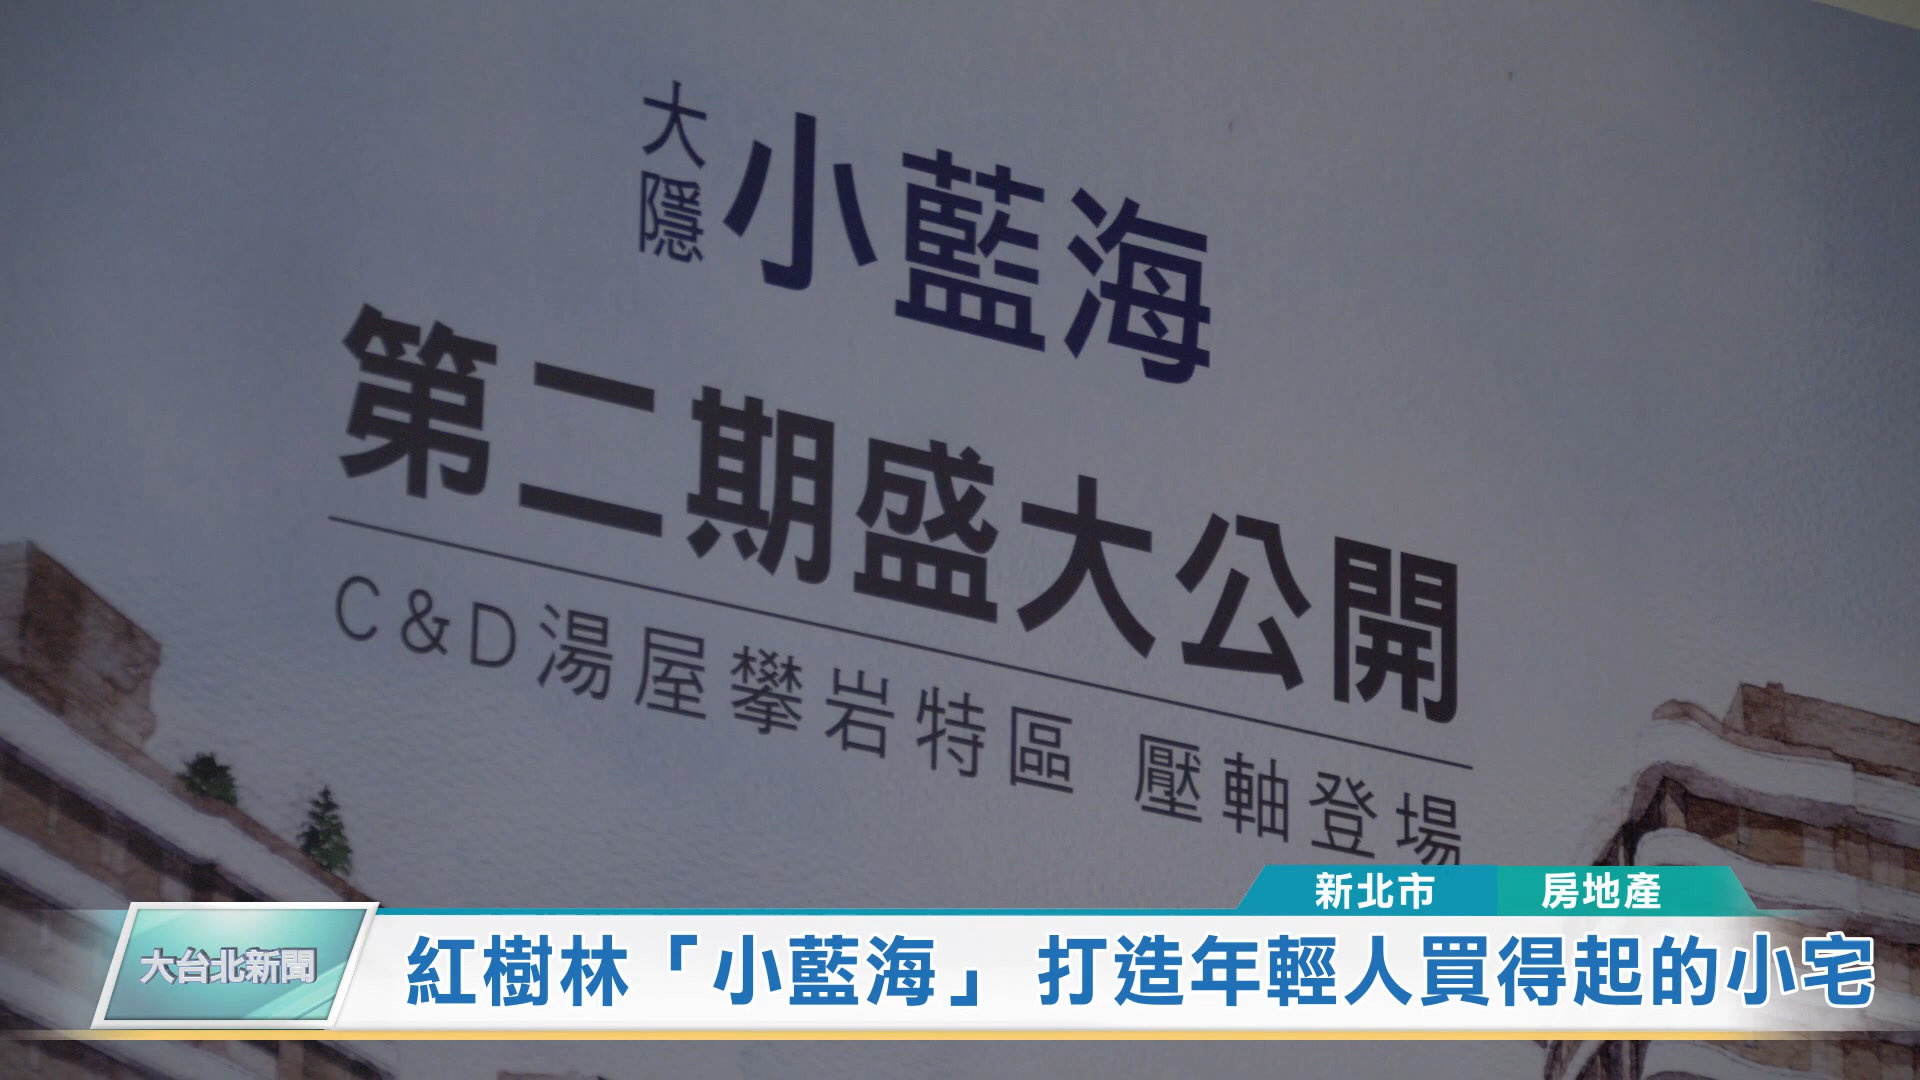 大隱
小藍海
第二期盛大公開
C&D湯屋攀岩特區 壓軸登場
新北市 房地產
大台北新聞
紅樹林「小藍海」 打造年輕人買得起的小宅